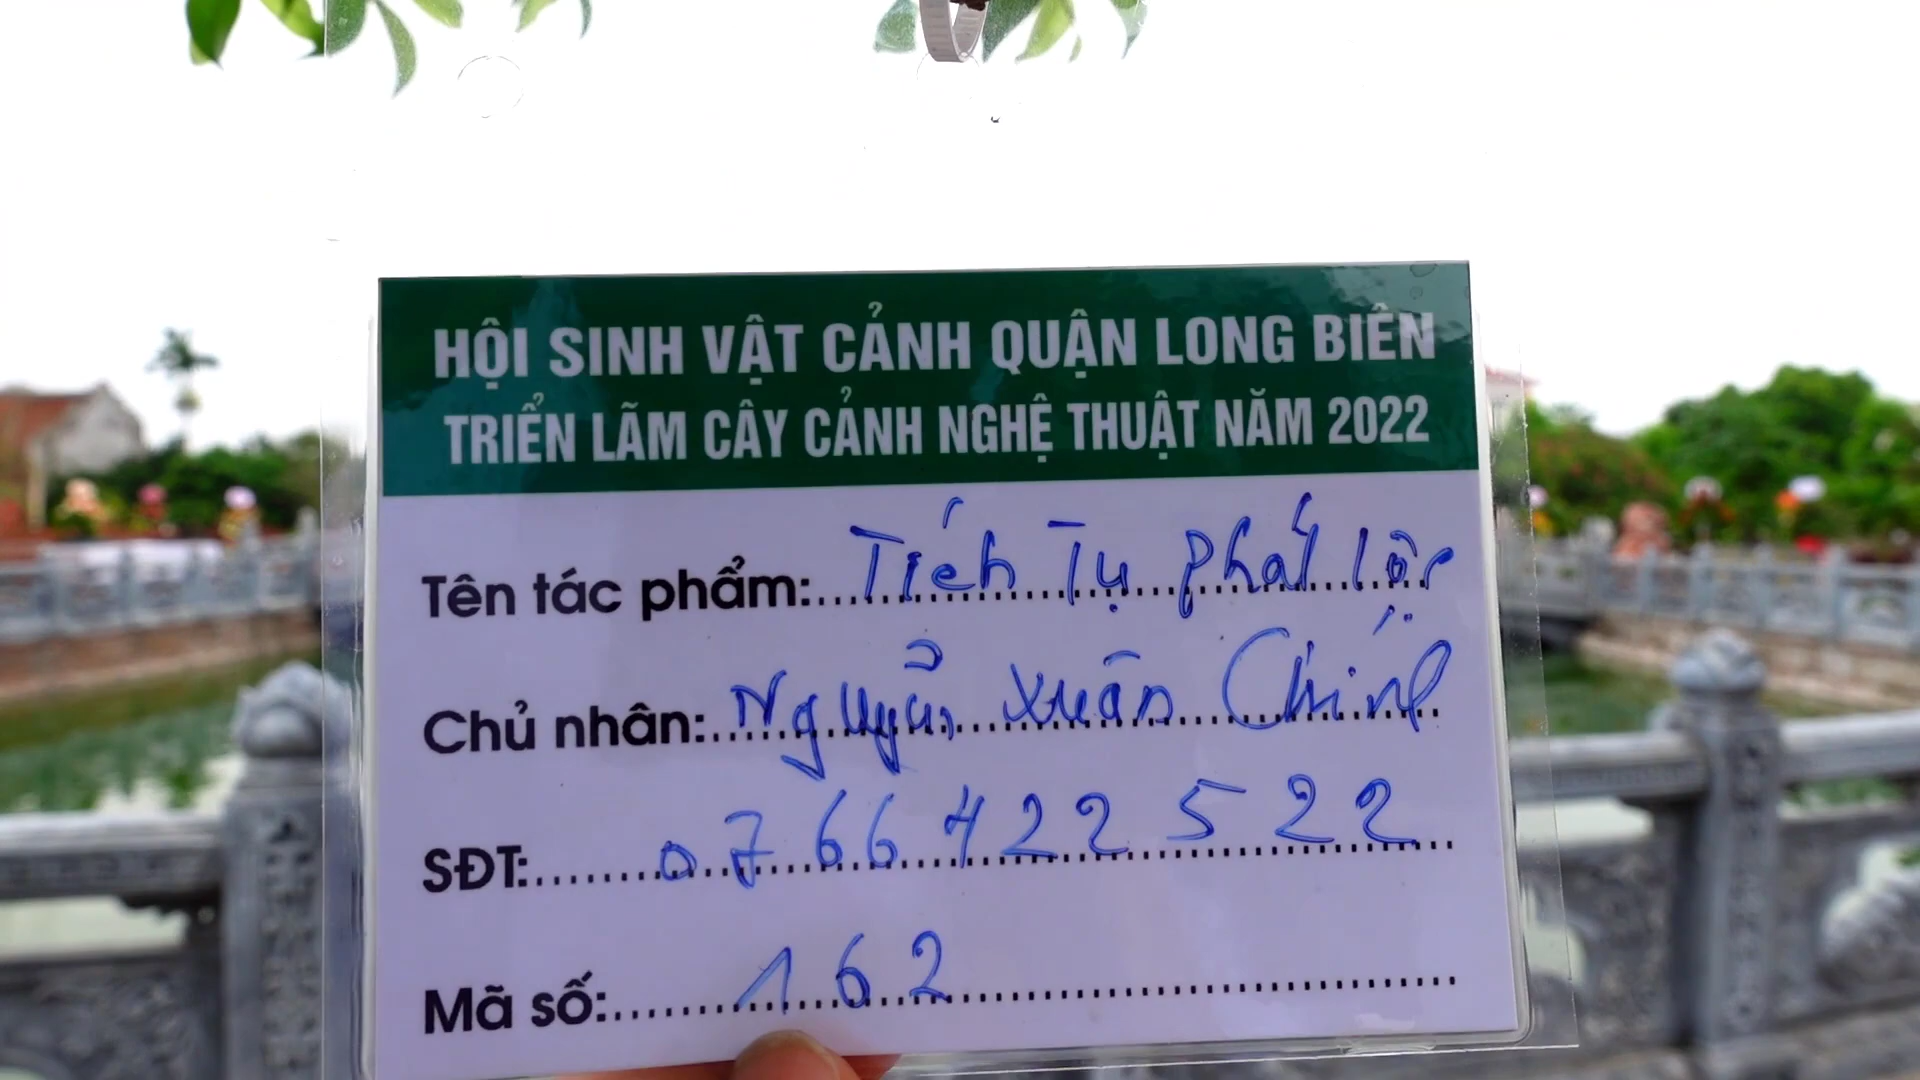 HỘI SINH VẬT CẢNH QUẬN LONG BIÊN
TRIỂN LÃM CÂY CẢNH NGHỆ THUẬT NĂM 2022
Tên tác phẩm: Tích Tụ Phát Lộc
Chủ nhân: Nguyễn Xuân Chính
SĐT: 0766422522
Mã số: 162